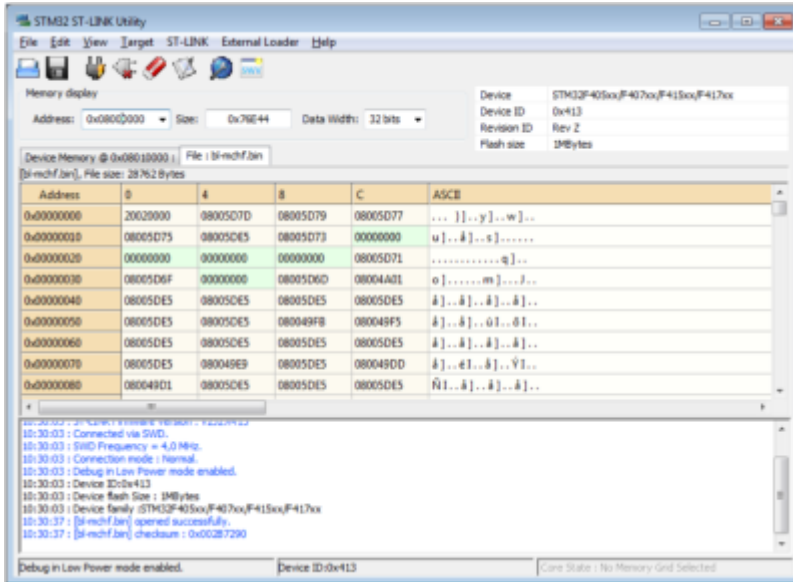 STM32 ST-LINK Utility
File Edit View Target ST-LINK External Loader Help
Memory display
Address: 0x08000000 Size: 0x76E44 Data Width: 32 bits
Device STM32F405xx/F407xx/F415xx/F417xx
Device ID 0x413
Revision ID Rev Z
Flash size 1MBytes
Device Memory @ 0x08010000 : File : bl-mchf.bin
[bl-mchf.bin], File size: 28762 Bytes
Address 0 4 8 C ASCII
0x00000000 20020000 08005D7D 08005D79 08005D77 ... }]..y]..w]..
0x00000010 08005D75 08005DE5 08005D73 00000000 u]..å]..s]......
0x00000020 00000000 00000000 00000000 08005D71 ............q]..
0x00000030 08005D6F 00000000 08005D6D 08004A01 o]......m]...J..
0x00000040 08005DE5 08005DE5 08005DE5 08005DE5 å]..å]..å]..å]..
0x00000050 08005DE5 08005DE5 080049FB 080049F5 å]..å]..ûI..õI..
0x00000060 08005DE5 08005DE5 08005DE5 08005DE5 å]..å]..å]..å]..
0x00000070 08005DE5 080049E9 08005DE5 080049DD å]..éI..å]..ÝI..
0x00000080 080049D1 08005DE5 08005DE5 08005DE5 ÑI..å]..å]..å]..
10:30:03 : Connected via SWD.
10:30:03 : SWD Frequency = 4,0 MHz.
10:30:03 : Connection mode : Normal.
10:30:03 : Debug in Low Power mode enabled.
10:30:03 : Device ID:0x413
10:30:03 : Device flash Size : 1MBytes
10:30:03 : Device family :STM32F405xx/F407xx/F415xx/F417xx
10:30:37 : [bl-mchf.bin] opened successfully.
10:30:37 : [bl-mchf.bin] checksum : 0x002B7290
Debug in Low Power mode enabled. Device ID:0x413 Core State : No Memory Grid Selected